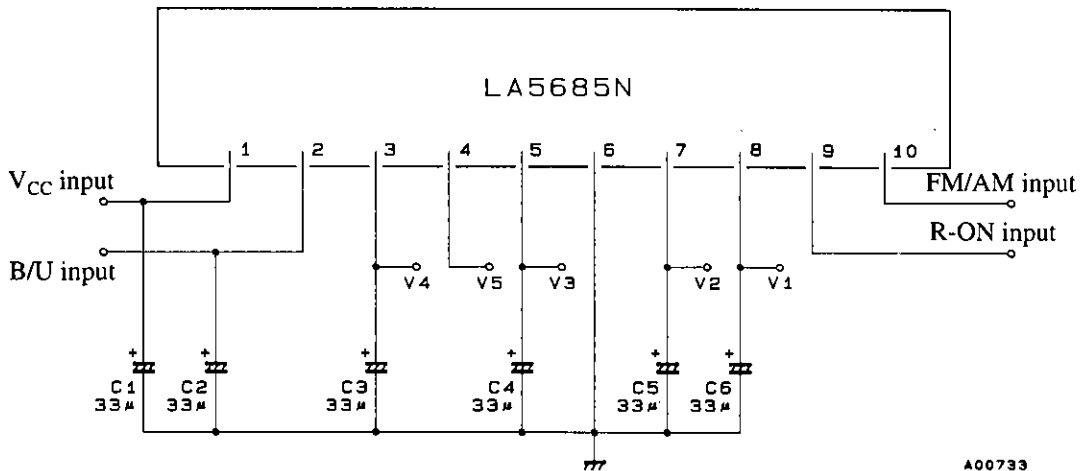 LA5685N
1 2 3 4 5 6 7 8 9 10
V_CC input
FM/AM input
R-ON input
B/U input
V4 V5 V3 V2 V1
+ + + + + +
C1 C2 C3 C4 C5 C6
33μ 33μ 33μ 33μ 33μ 33μ
A00733